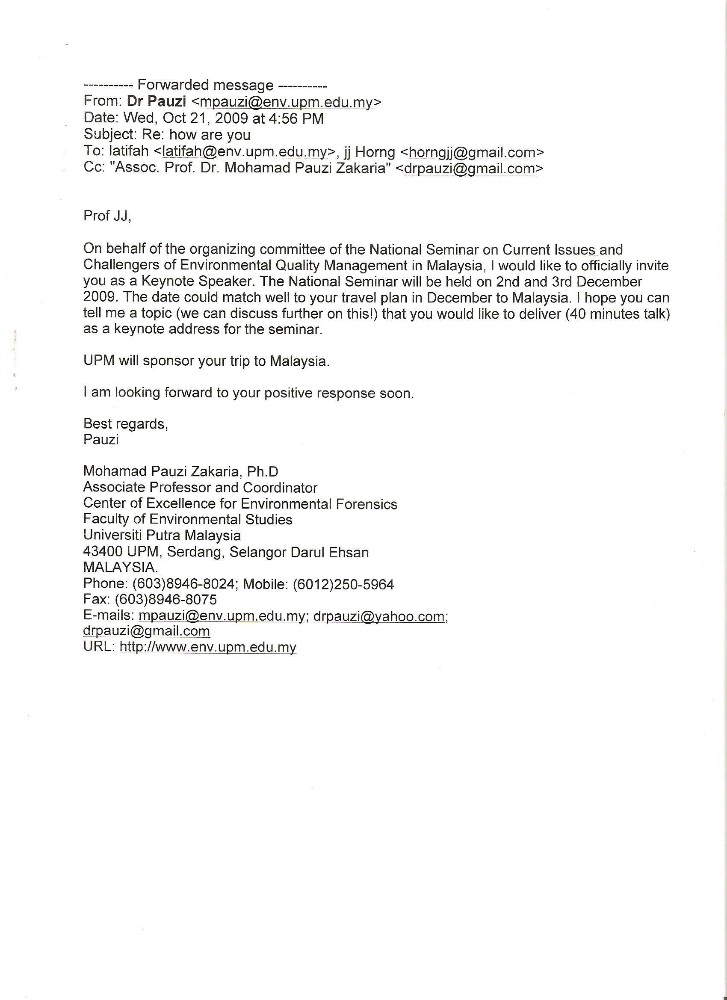 ---------- Forwarded message ----------
From: Dr Pauzi <mpauzi@env.upm.edu.my>
Date: Wed, Oct 21, 2009 at 4:56 PM
Subject: Re: how are you
To: latifah <latifah@env.upm.edu.my>, jj Horng <horngjj@gmail.com>
Cc: "Assoc. Prof. Dr. Mohamad Pauzi Zakaria" <drpauzi@gmail.com>
Prof JJ,
On behalf of the organizing committee of the National Seminar on Current Issues and
Challengers of Environmental Quality Management in Malaysia, I would like to officially invite
you as a Keynote Speaker. The National Seminar will be held on 2nd and 3rd December
2009. The date could match well to your travel plan in December to Malaysia. I hope you can
tell me a topic (we can discuss further on this!) that you would like to deliver (40 minutes talk)
as a keynote address for the seminar.
UPM will sponsor your trip to Malaysia.
I am looking forward to your positive response soon.
Best regards,
Pauzi
Mohamad Pauzi Zakaria, Ph.D
Associate Professor and Coordinator
Center of Excellence for Environmental Forensics
Faculty of Environmental Studies
Universiti Putra Malaysia
43400 UPM, Serdang, Selangor Darul Ehsan
MALAYSIA.
Phone: (603)8946-8024; Mobile: (6012)250-5964
Fax: (603)8946-8075
E-mails: mpauzi@env.upm.edu.my; drpauzi@yahoo.com;
drpauzi@gmail.com
URL: http://www.env.upm.edu.my